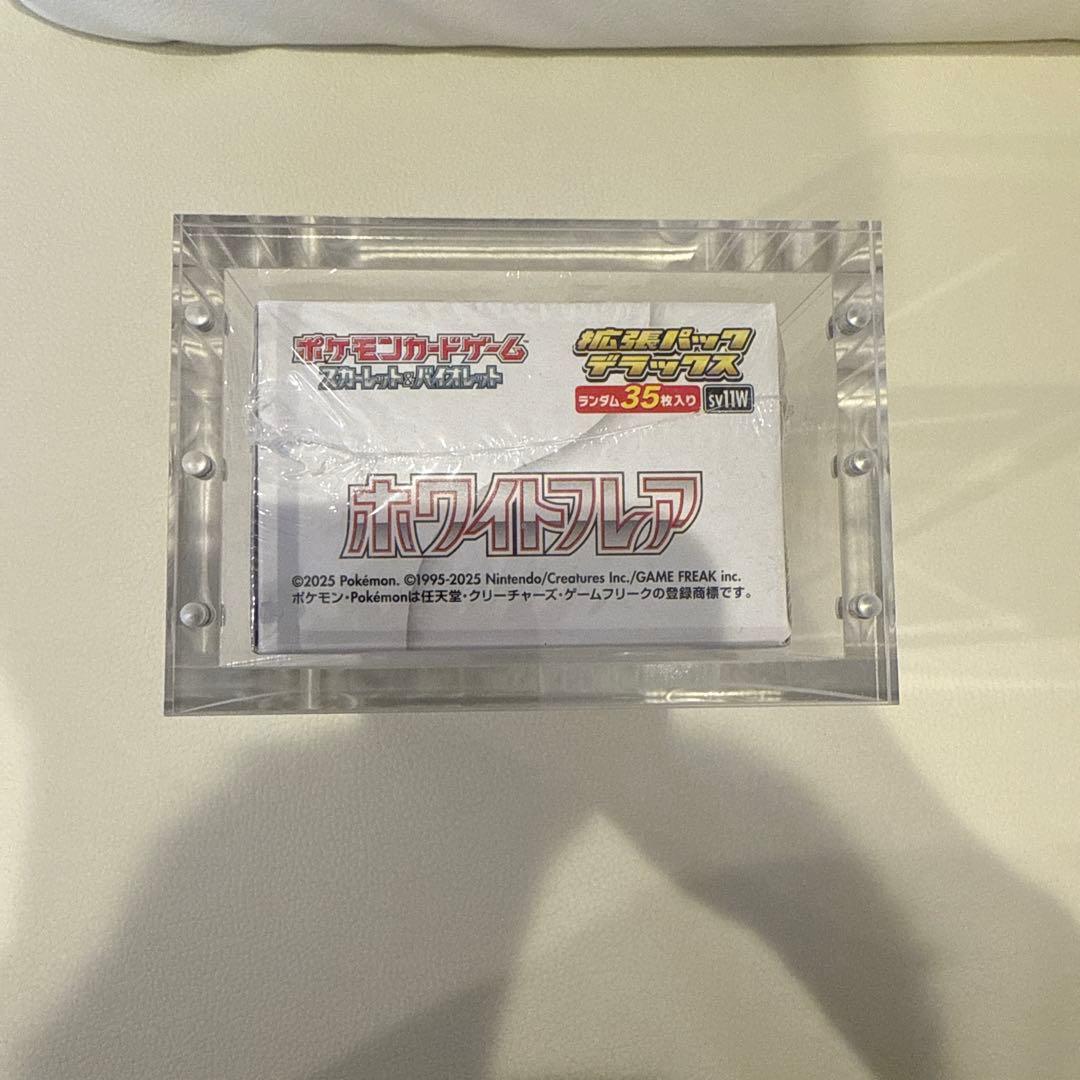 ポケモンカードゲーム
スカーレット&バイオレット
拡張パック
デラックス
ランダム35枚入り sv11W
ホワイトフレア
©2025 Pokémon. ©1995-2025 Nintendo/Creatures Inc./GAME FREAK inc.
ポケモン・Pokémonは任天堂・クリーチャーズ・ゲームフリークの登録商標です。